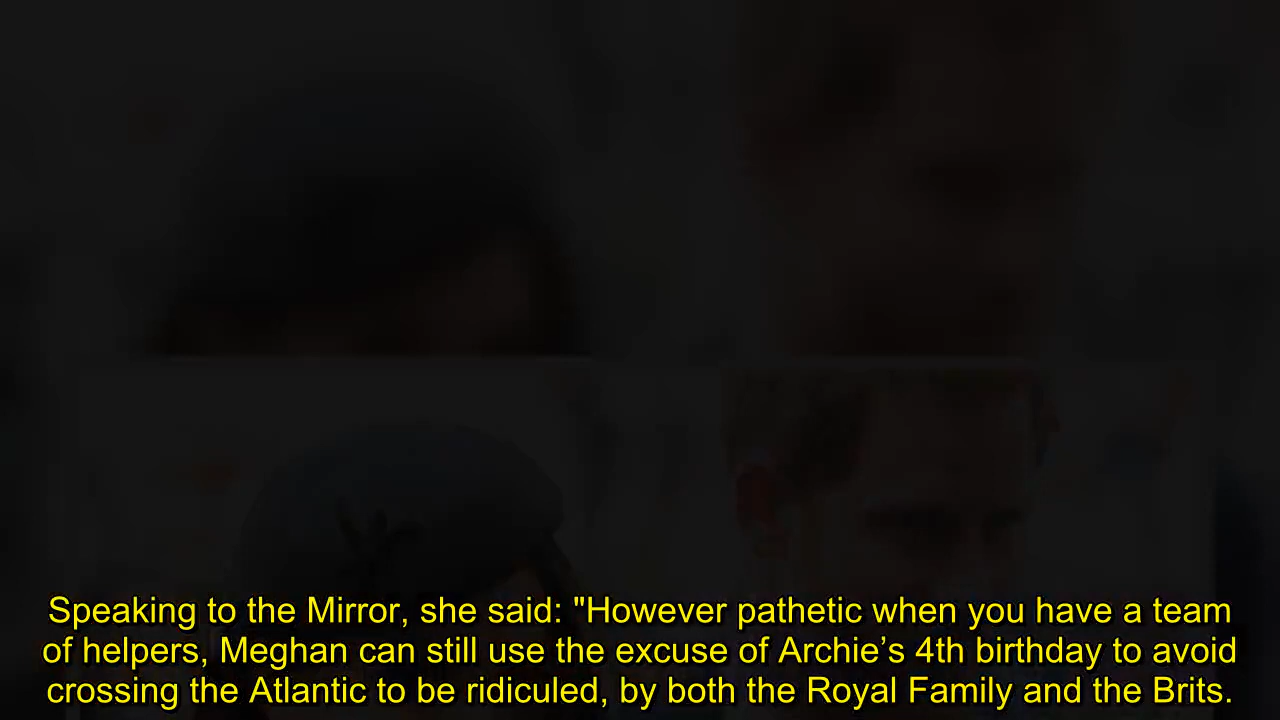 Speaking to the Mirror, she said: "However pathetic when you have a team
of helpers, Meghan can still use the excuse of Archie’s 4th birthday to avoid
crossing the Atlantic to be ridiculed, by both the Royal Family and the Brits.